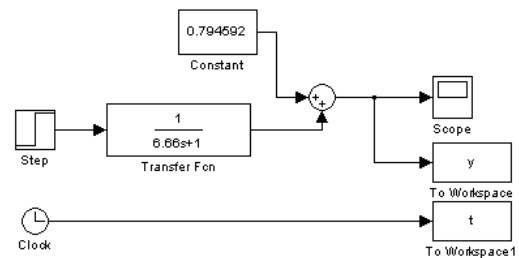 0.794592
Constant
+
+
Scope
Step
1
6.66s+1
Transfer Fcn
y
To Workspace
Clock
t
To Workspace1